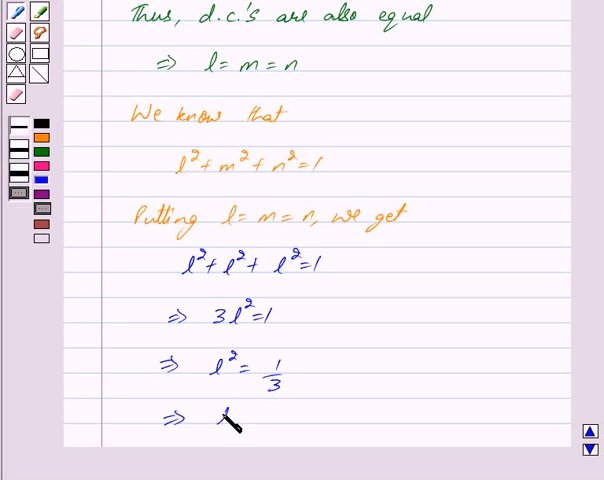 Thus, d.c.'s are also equal
⇒ l = m = n
We know that
l² + m² + n² = 1
Putting l = m = n, we get
l² + l² + l² = 1
⇒ 3l² = 1
⇒ l² = 1/3
⇒ l